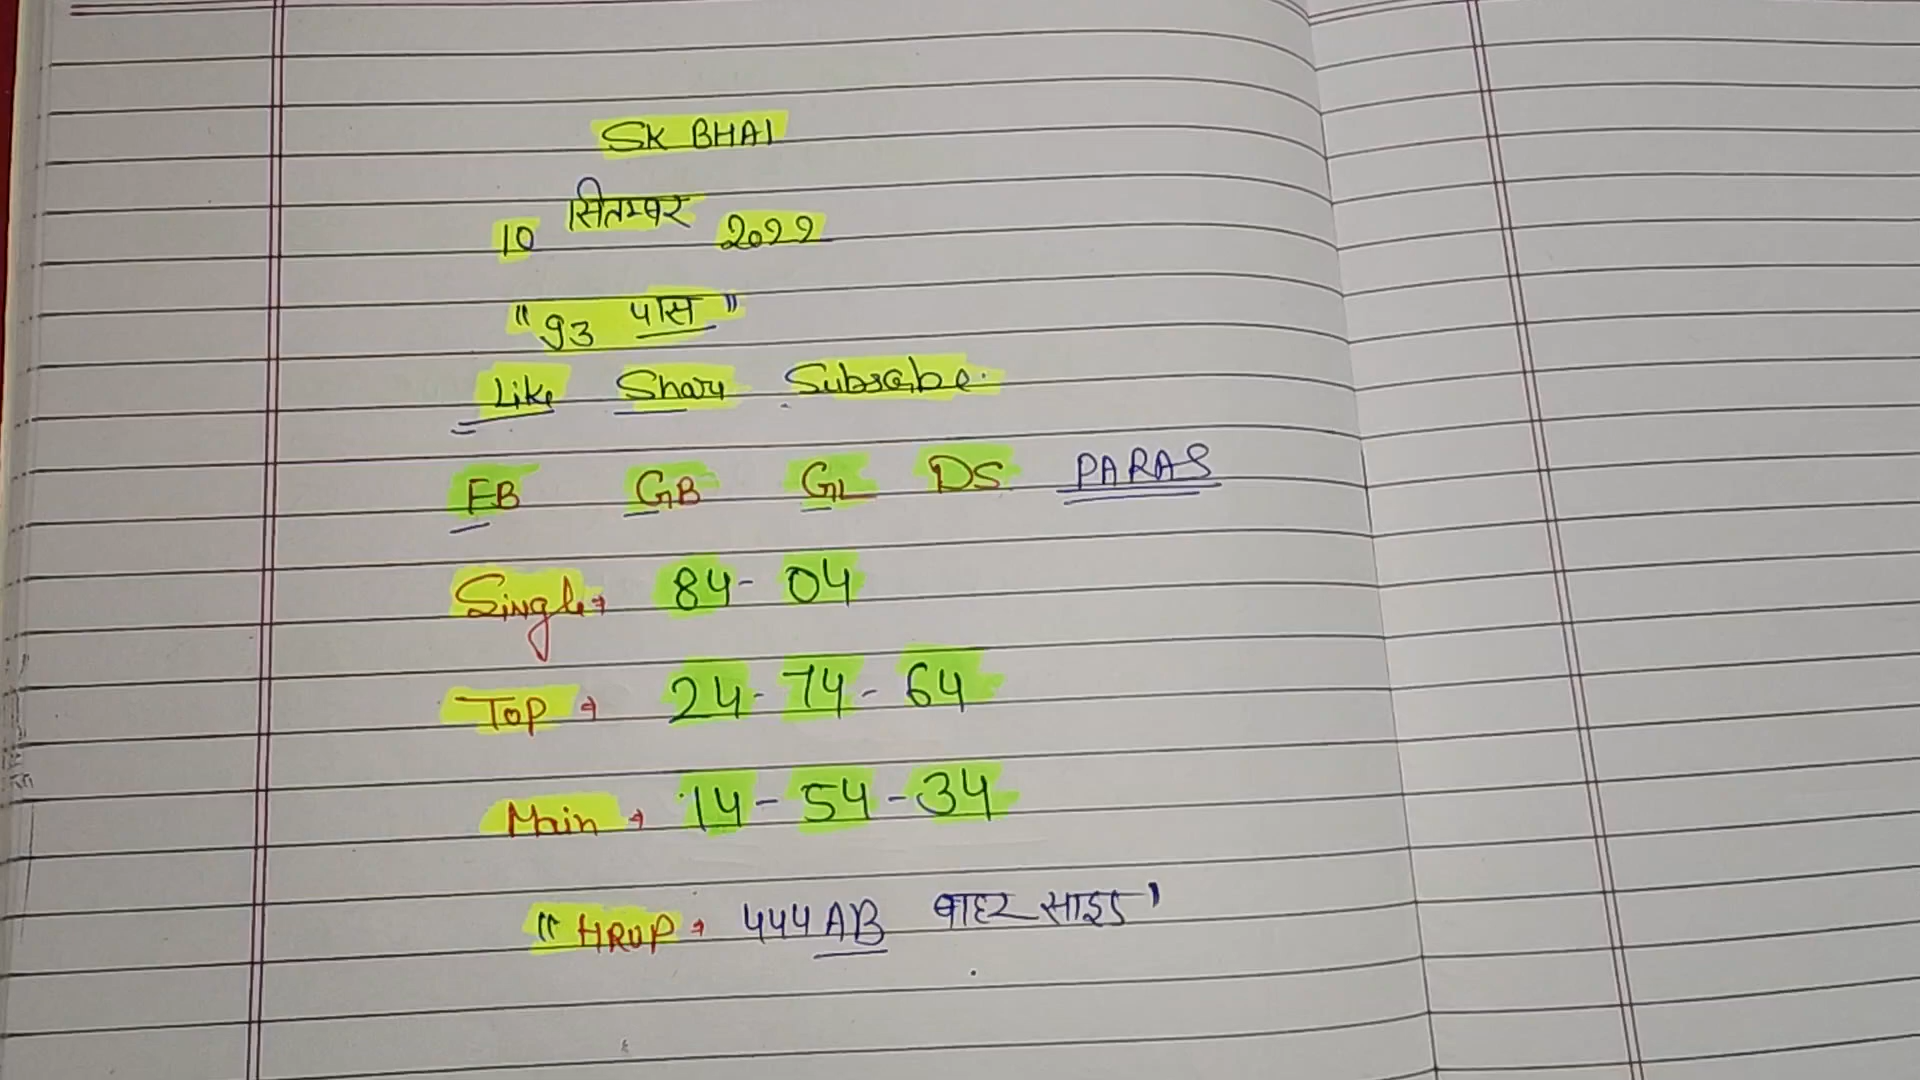 SK BHAI
10 सितम्बर 2022
"93 पास"
Like Share Subscribe.
FB GB GL DS PARAS
Single→ 84- 04
TOP → 24- 74- 64
Main → 14- 54- 34
"HRUP→ 444 AB बाहर साइड'